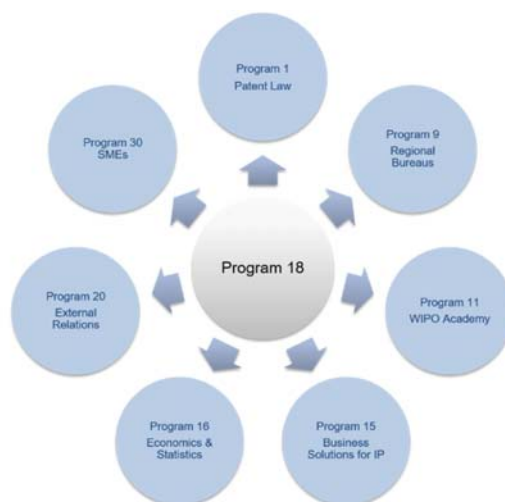 Program 1
Patent Law
Program 30
SMEs
Program 9
Regional
Bureaus
Program 18
Program 20
External
Relations
Program 11
WIPO Academy
Program 16
Economics &
Statistics
Program 15
Business
Solutions for IP